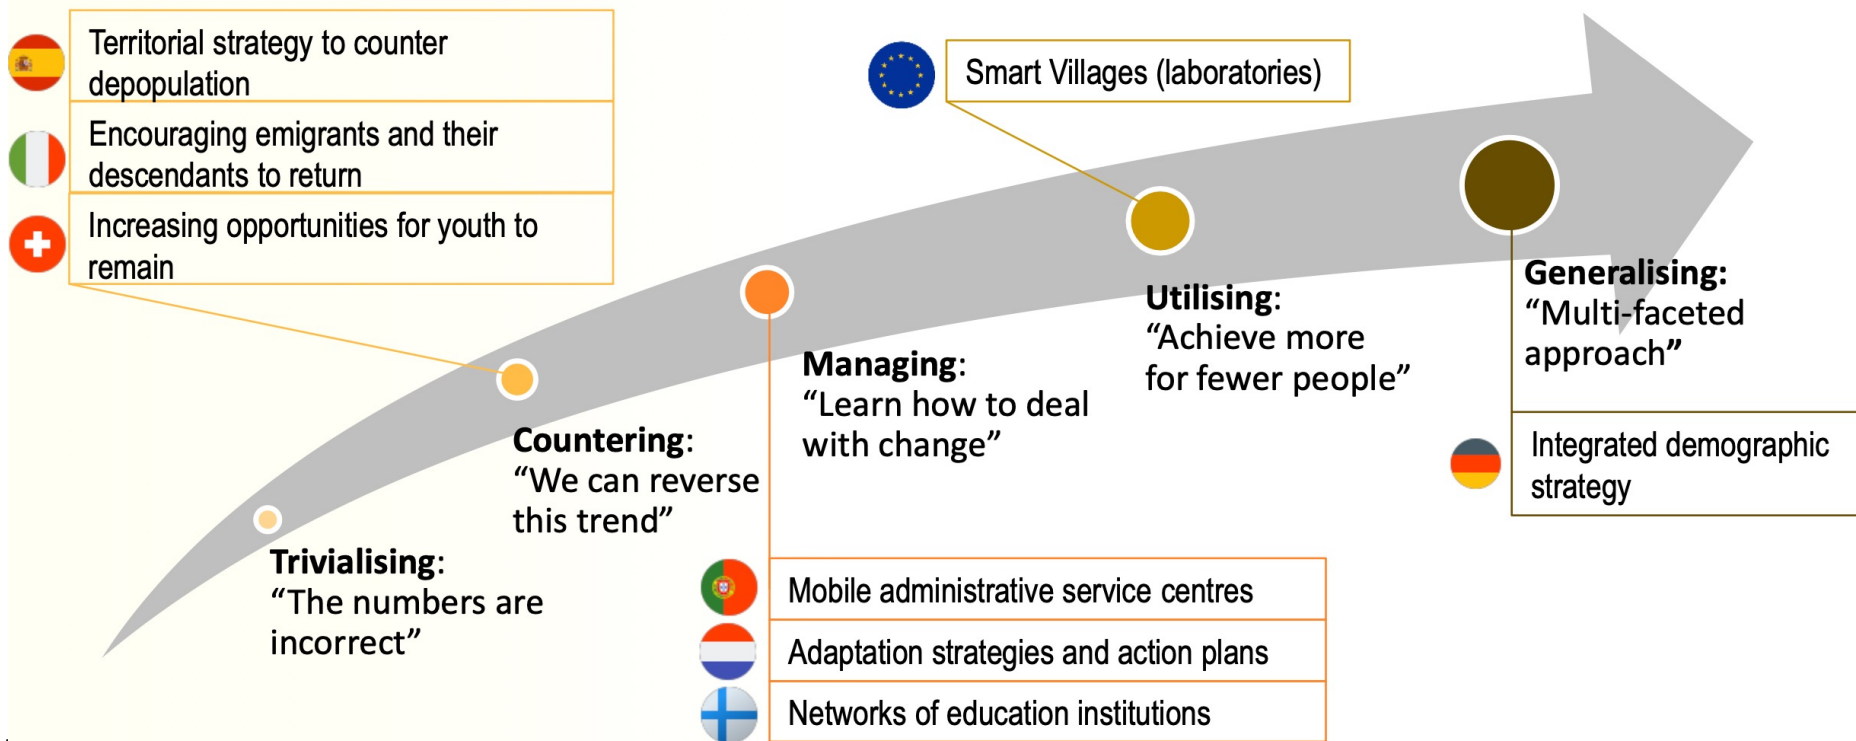 Territorial strategy to counter
depopulation
Encouraging emigrants and their
descendants to return
Increasing opportunities for youth to
remain
Smart Villages (laboratories)
Trivialising:
“The numbers are
incorrect”
Countering:
“We can reverse
this trend”
Managing:
“Learn how to deal
with change”
Utilising:
“Achieve more
for fewer people”
Generalising:
“Multi-faceted
approach”
Mobile administrative service centres
Adaptation strategies and action plans
Networks of education institutions
Integrated demographic
strategy